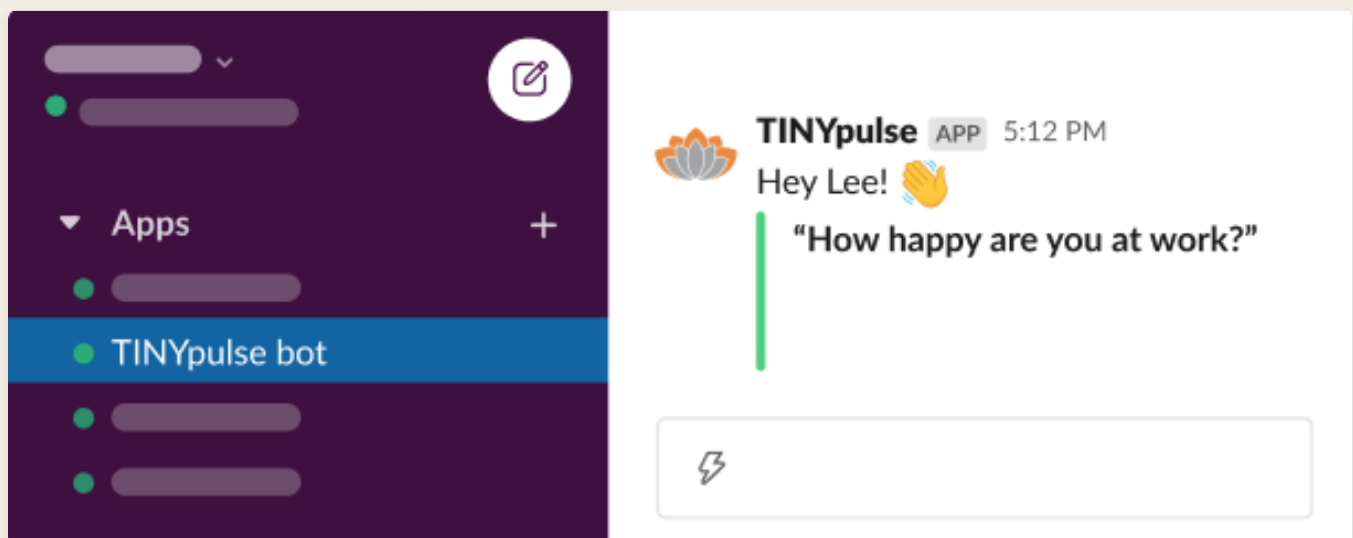 Apps
TINYpulse bot
TINYpulse APP 5:12 PM
Hey Lee! 👋
“How happy are you at work?”